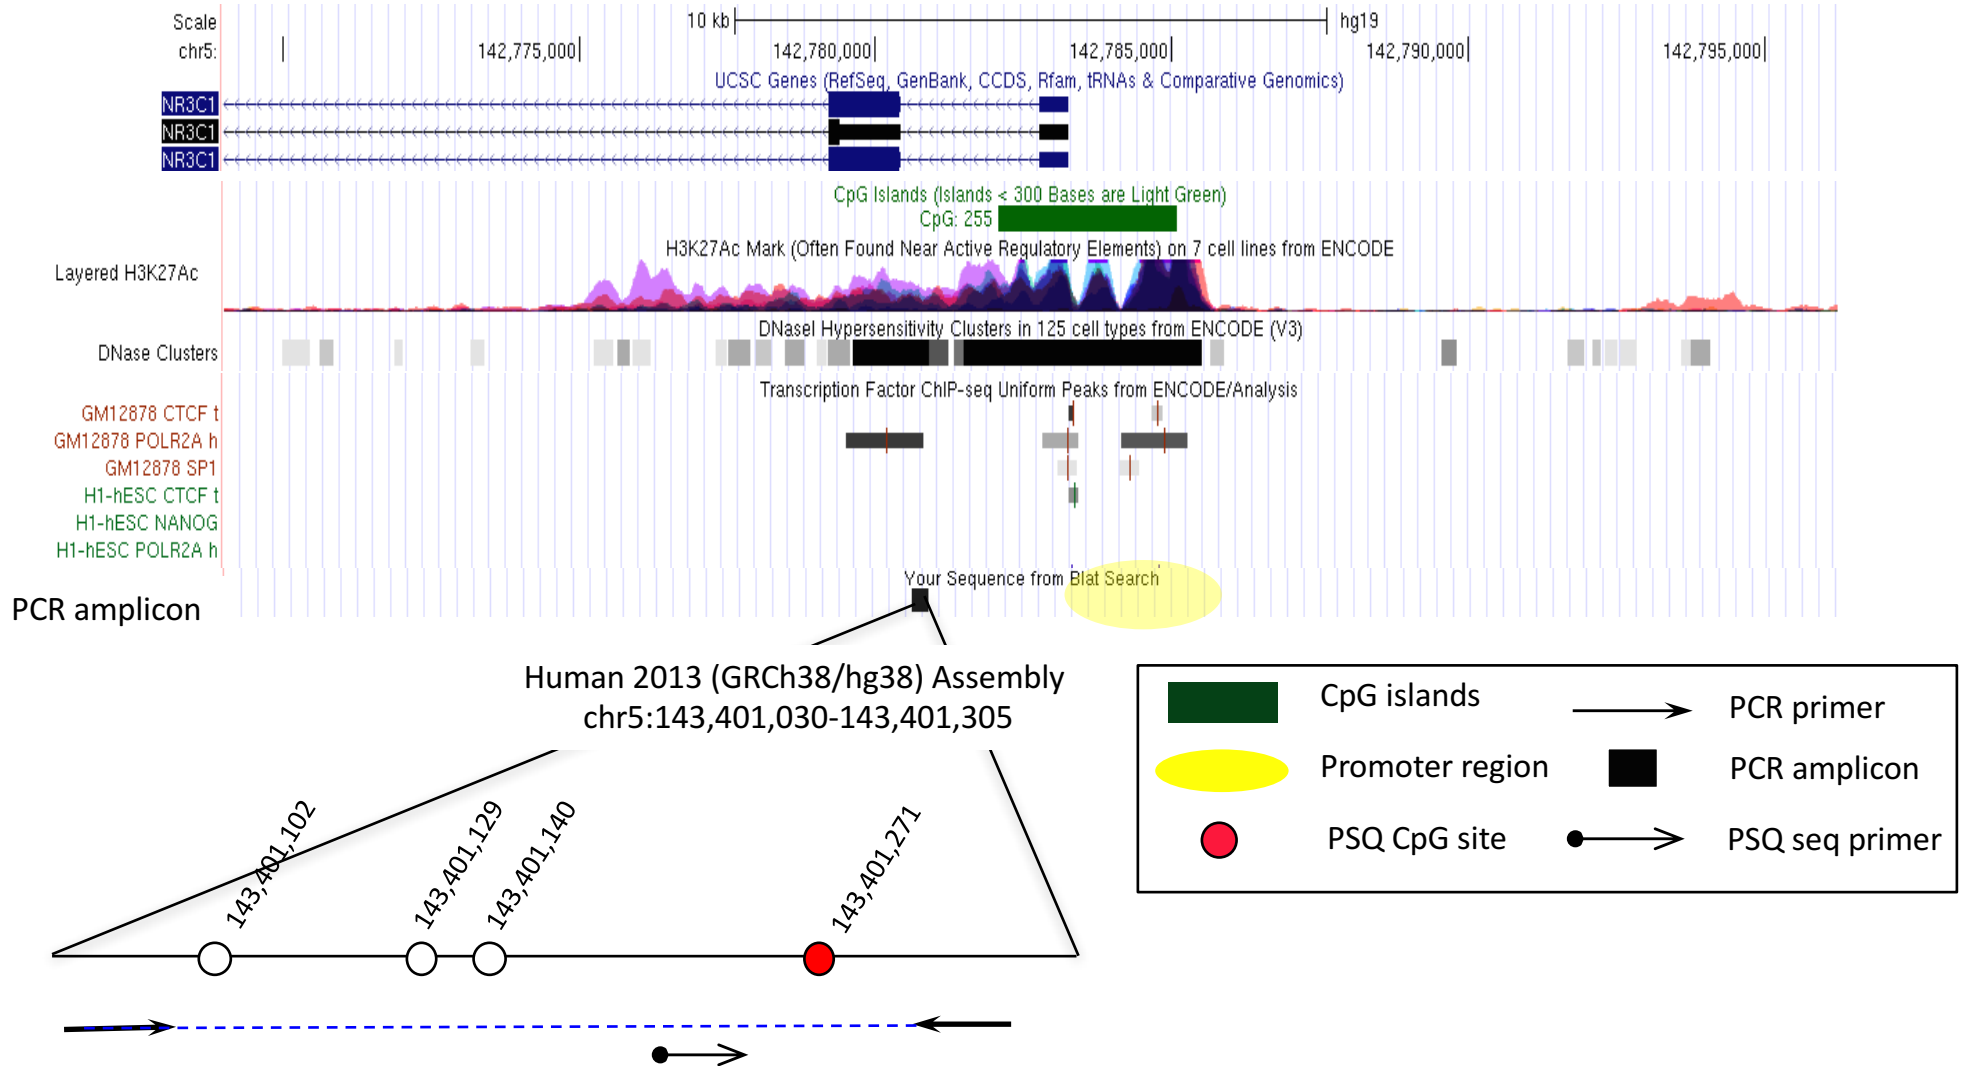 Scale 10 kb hg19
chr5: 142,775,000 142,780,000 142,785,000 142,790,000 142,795,000
UCSC Genes (RefSeq, GenBank, CCDS, Rfam, tRNAs & Comparative Genomics)
NR3C1
NR3C1
NR3C1
CpG Islands (Islands < 300 Bases are Light Green)
CpG: 255
H3K27Ac Mark (Often Found Near Active Regulatory Elements) on 7 cell lines from ENCODE
Layered H3K27Ac
DNaseI Hypersensitivity Clusters in 125 cell types from ENCODE (V3)
DNase Clusters
Transcription Factor ChIP-seq Uniform Peaks from ENCODE/Analysis
GM12878 CTCF t
GM12878 POLR2A h
GM12878 SP1
H1-hESC CTCF t
H1-hESC NANOG
H1-hESC POLR2A h
Your Sequence from Blat Search
PCR amplicon
Human 2013 (GRCh38/hg38) Assembly
chr5:143,401,030-143,401,305
CpG islands
PCR primer
Promoter region
PCR amplicon
PSQ CpG site
PSQ seq primer
143,401,102
143,401,129
143,401,140
143,401,271